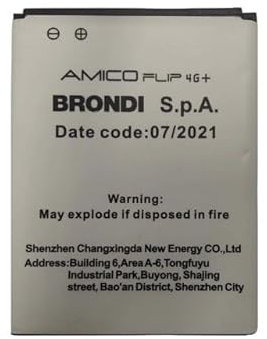 AMICO FLIP 4G+
BRONDI S.p.A.
Date code:07/2021
Warning:
May explode if disposed in fire
Shenzhen Changxingda New Energy CO.,Ltd
Address:Building 6,Area A-6,Tongfuyu
Industrial Park,Buyong, Shajing
street, Bao'an District, Shenzhen City